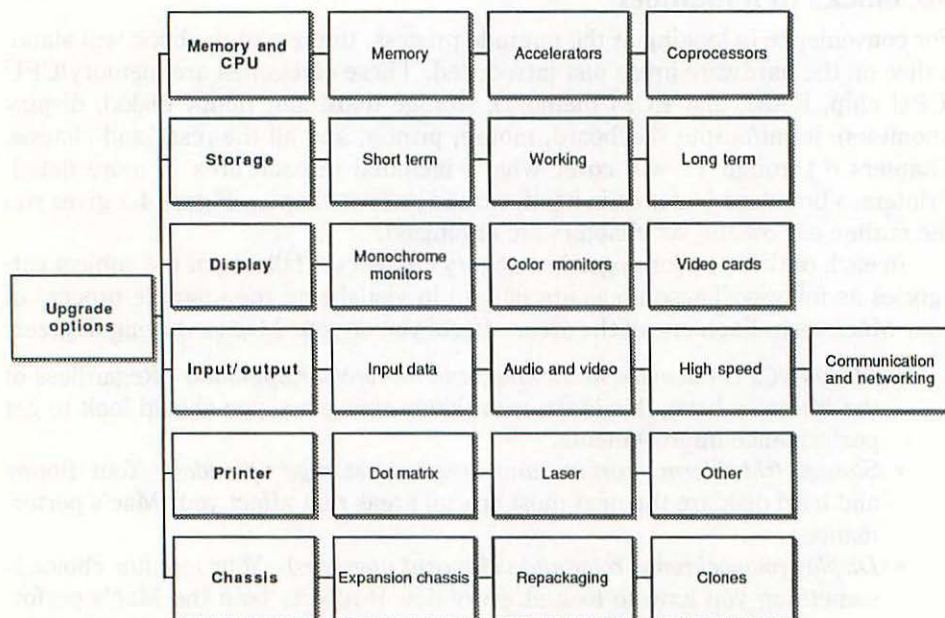 Memory and
CPU
Memory
Accelerators
Coprocessors
Storage
Short term
Working
Long term
Display
Monochrome
monitors
Color monitors
Video cards
Upgrade
options
Input/output
Input data
Audio and video
High speed
Communication
and networking
Printer
Dot matrix
Laser
Other
Chassis
Expansion chassis
Repackaging
Clones